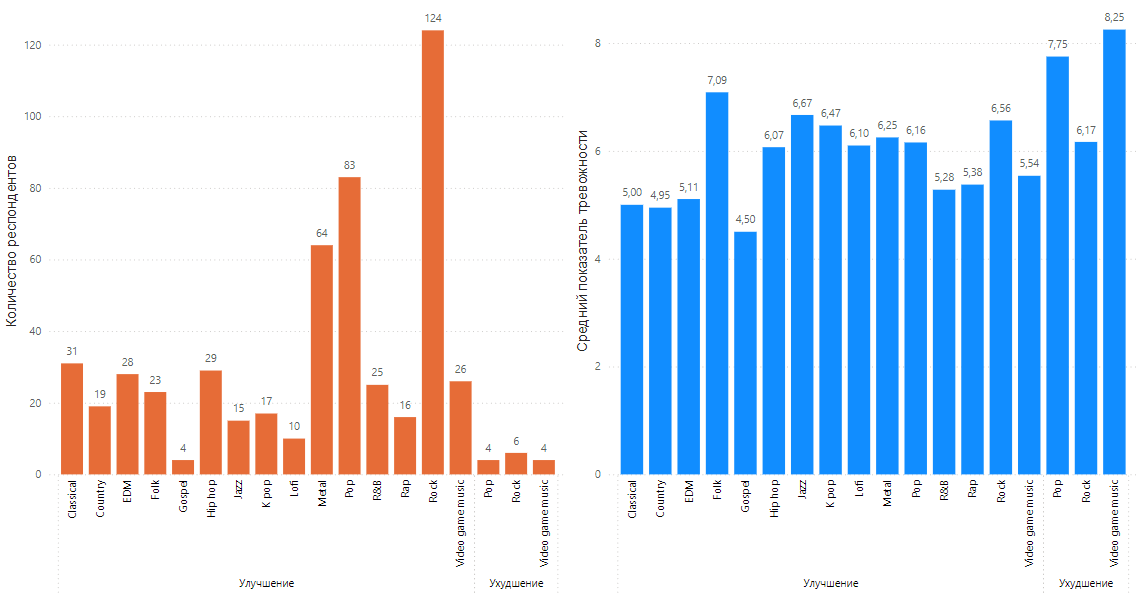 Количество респондентов
120
100
80
60
40
20
0
31
19
28
23
4
29
15
17
10
64
83
25
16
124
26
4
6
4
Classical
Country
EDM
Folk
Gospel
Hip hop
Jazz
K pop
Lofi
Metal
Pop
R&B
Rap
Rock
Video game music
Pop
Rock
Video game music
Улучшение
Ухудшение
Средний показатель тревожности
8
6
4
2
0
5,00
4,95
5,11
7,09
4,50
6,07
6,67
6,47
6,10
6,25
6,16
5,28
5,38
6,56
5,54
7,75
6,17
8,25
Classical
Country
EDM
Folk
Gospel
Hip hop
Jazz
K pop
Lofi
Metal
Pop
R&B
Rap
Rock
Video game music
Pop
Rock
Video game music
Улучшение
Ухудшение